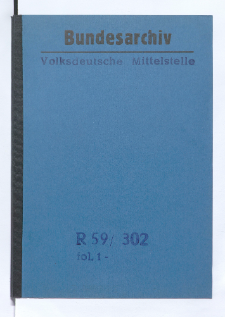 Bundesarchiv
Volksdeutsche Mittelstelle
R 59/ 302
fol. 1-